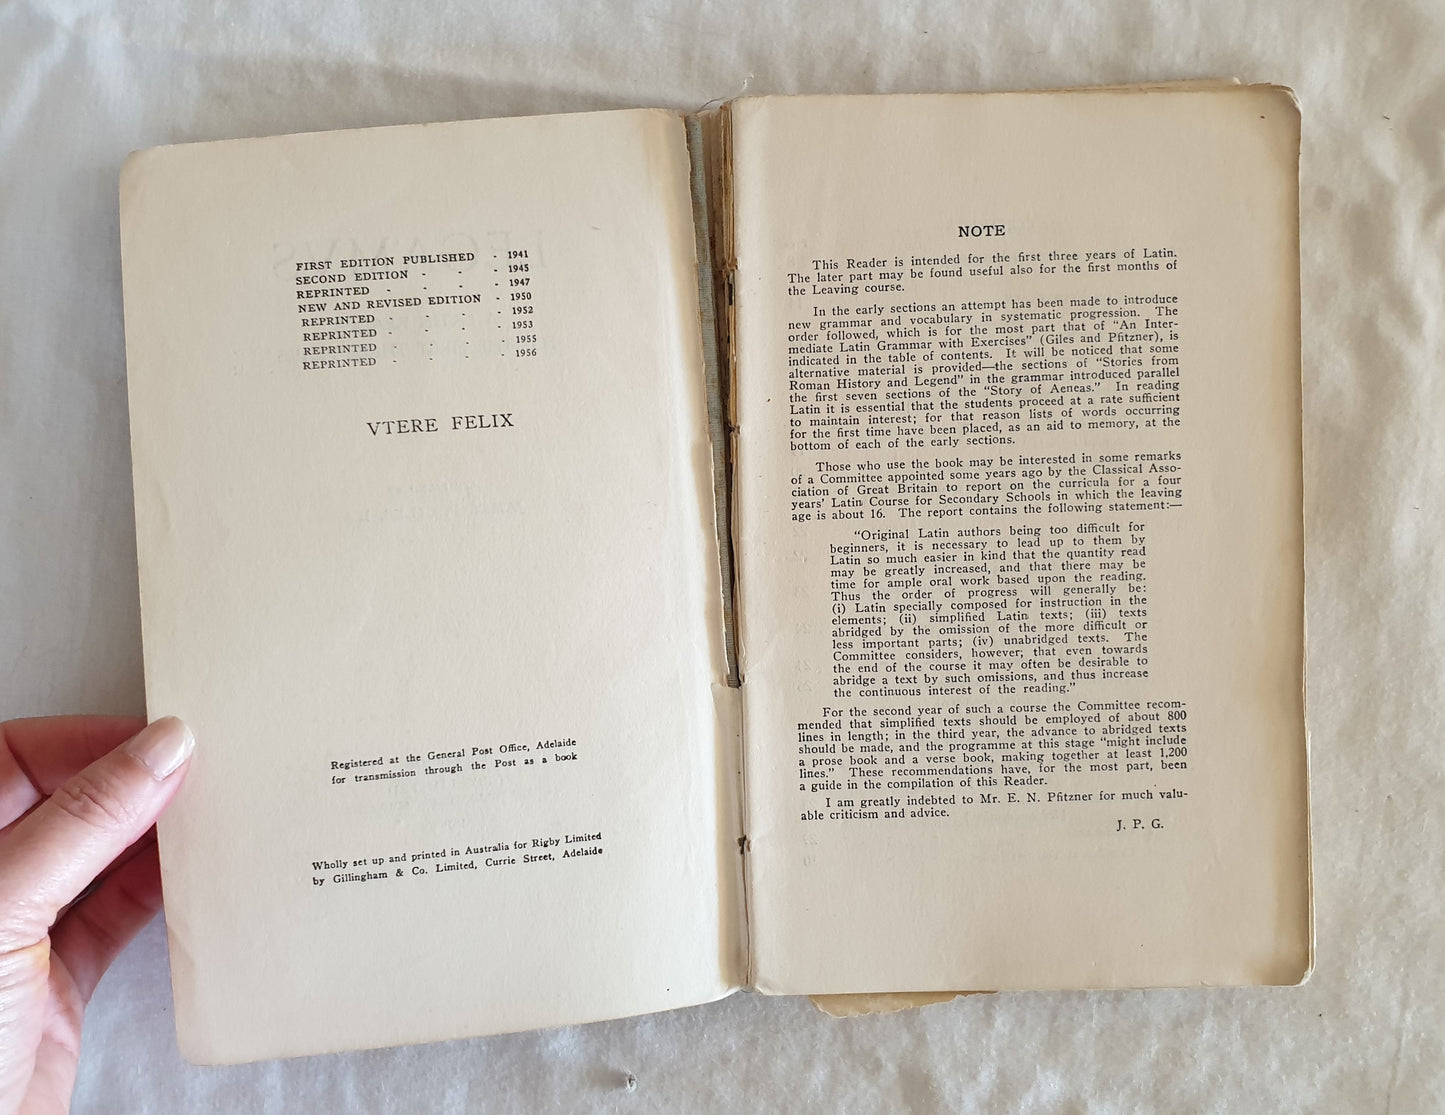 FIRST EDITION PUBLISHED - 1941
SECOND EDITION - - - 1945
REPRINTED - - - - 1947
NEW AND REVISED EDITION - 1950
REPRINTED - - - - 1952
REPRINTED - - - - 1953
REPRINTED - - - - 1955
REPRINTED - - - - 1956
VTERE FELIX
Registered at the General Post Office, Adelaide
for transmission through the Post as a book
Wholly set up and printed in Australia for Rigby Limited
by Gillingham & Co. Limited, Currie Street, Adelaide
NOTE
This Reader is intended for the first three years of Latin.
The later part may be found useful also for the first months of
the Leaving course.
In the early sections an attempt has been made to introduce
new grammar and vocabulary in systematic progression. The
order followed, which is for the most part that of "An Inter-
mediate Latin Grammar with Exercises" (Giles and Pfitzner), is
indicated in the table of contents. It will be noticed that some
alternative material is provided—the sections of "Stories from
Roman History and Legend" in the grammar introduced parallel
the first seven sections of the "Story of Aeneas." In reading
Latin it is essential that the students proceed at a rate sufficient
to maintain interest; for that reason lists of words occurring
for the first time have been placed, as an aid to memory, at the
bottom of each of the early sections.
Those who use the book may be interested in some remarks
of a Committee appointed some years ago by the Classical Asso-
ciation of Great Britain to report on the curricula for a four
years' Latin Course for Secondary Schools in which the leaving
age is about 16. The report contains the following statement:—
"Original Latin authors being too difficult for
beginners, it is necessary to lead up to them by
Latin so much easier in kind that the quantity read
may be greatly increased, and that there may be
time for ample oral work based upon the reading.
Thus the order of progress will generally be:
(i) Latin specially composed for instruction in the
elements; (ii) simplified Latin texts; (iii) texts
abridged by the omission of the more difficult or
less important parts; (iv) unabridged texts. The
Committee considers, however; that even towards
the end of the course it may often be desirable to
abridge a text by such omissions, and thus increase
the continuous interest of the reading."
For the second year of such a course the Committee recom-
mended that simplified texts should be employed of about 800
lines in length; in the third year, the advance to abridged texts
should be made, and the programme at this stage "might include
a prose book and a verse book, making together at least 1,200
lines." These recommendations have, for the most part, been
a guide in the compilation of this Reader.
I am greatly indebted to Mr. E. N. Pfitzner for much valu-
able criticism and advice.
J. P. G.